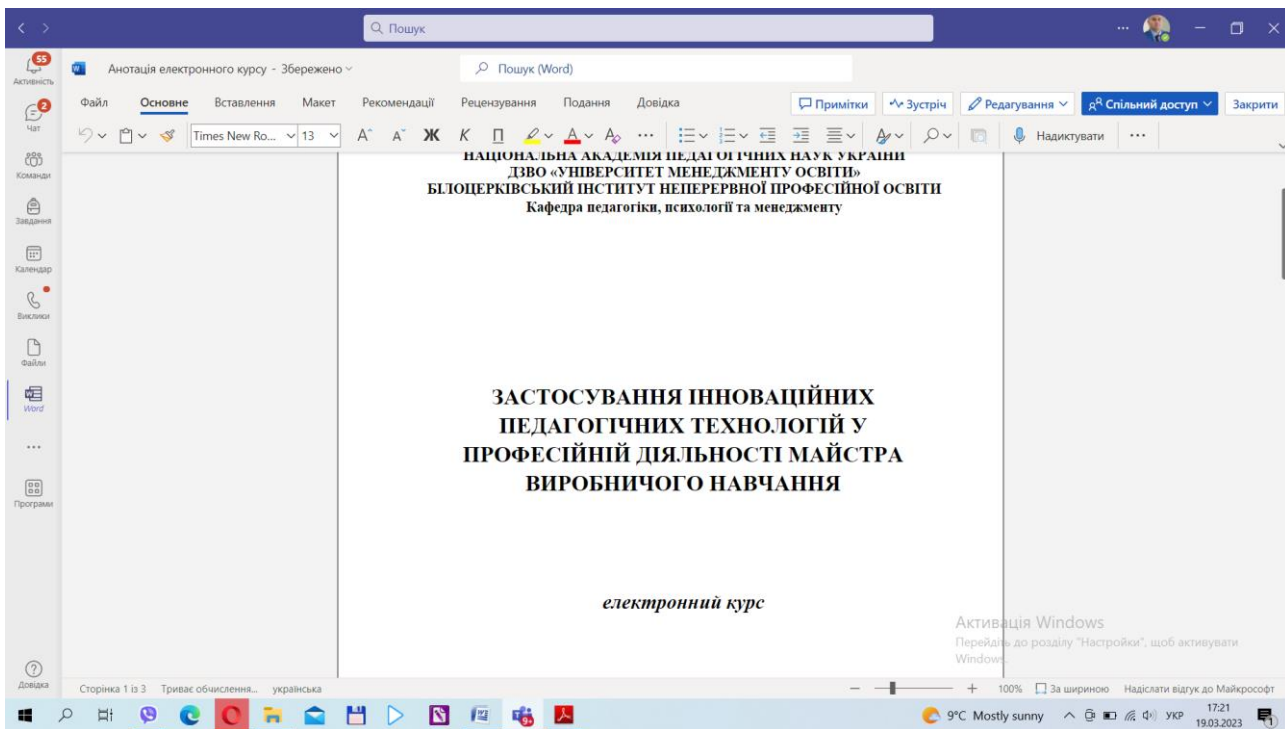 Пошук
55
Активність
Анотація електронного курсу - Збережено
Пошук (Word)
2
Чат
Файл Основне Вставлення Макет Рекомендації Рецензування Подання Довідка Примітки Зустріч Редагування Спільний доступ Закрити
Times New Ro... 13 Ж К П Надиктувати
Команди
Завдання
Календар
Виклики
Файли
Word
Програми
Довідка
НАЦІОНАЛЬНА АКАДЕМІЯ ПЕДАГОГІЧНИХ НАУК УКРАЇНИ
ДЗВО «УНІВЕРСИТЕТ МЕНЕДЖМЕНТУ ОСВІТИ»
БІЛОЦЕРКІВСЬКИЙ ІНСТИТУТ НЕПЕРЕРВНОЇ ПРОФЕСІЙНОЇ ОСВІТИ
Кафедра педагогіки, психології та менеджменту
ЗАСТОСУВАННЯ ІННОВАЦІЙНИХ
ПЕДАГОГІЧНИХ ТЕХНОЛОГІЙ У
ПРОФЕСІЙНІЙ ДІЯЛЬНОСТІ МАЙСТРА
ВИРОБНИЧОГО НАВЧАННЯ
електронний курс
Активація Windows
Перейдіть до розділу "Настройки", щоб активувати
Windows.
Сторінка 1 із 3 Триває обчислення... українська 100% За шириною Надіслати відгук до Майкрософт
9°C Mostly sunny УКР 17:21
19.03.2023